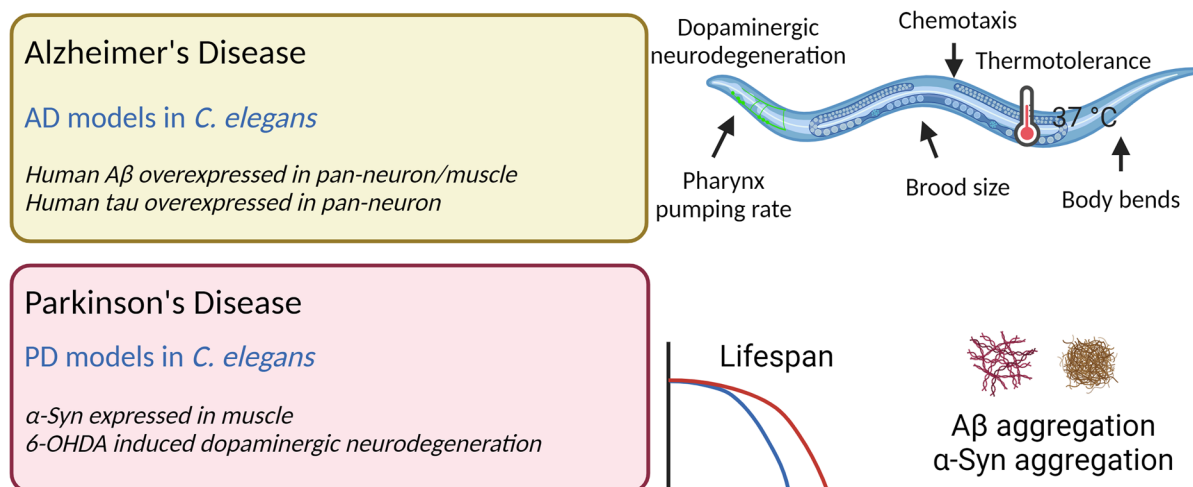 Alzheimer's Disease
AD models in C. elegans
Human Aβ overexpressed in pan-neuron/muscle
Human tau overexpressed in pan-neuron
Dopaminergic
neurodegeneration
Chemotaxis
Thermotolerance
37 °C
Pharynx
pumping rate
Brood size
Body bends
Parkinson's Disease
PD models in C. elegans
α-Syn expressed in muscle
6-OHDA induced dopaminergic neurodegeneration
Lifespan
Aβ aggregation
α-Syn aggregation